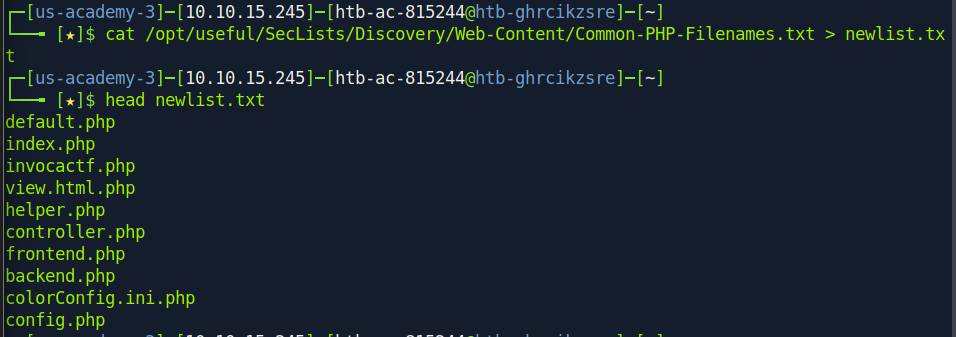 ┌─[us-academy-3]─[10.10.15.245]─[htb-ac-815244@htb-ghrcikzsre]─[~]
└──╼ [★]$ cat /opt/useful/SecLists/Discovery/Web-Content/Common-PHP-Filenames.txt > newlist.tx
t
┌─[us-academy-3]─[10.10.15.245]─[htb-ac-815244@htb-ghrcikzsre]─[~]
└──╼ [★]$ head newlist.txt
default.php
index.php
invocactf.php
view.html.php
helper.php
controller.php
frontend.php
backend.php
colorConfig.ini.php
config.php